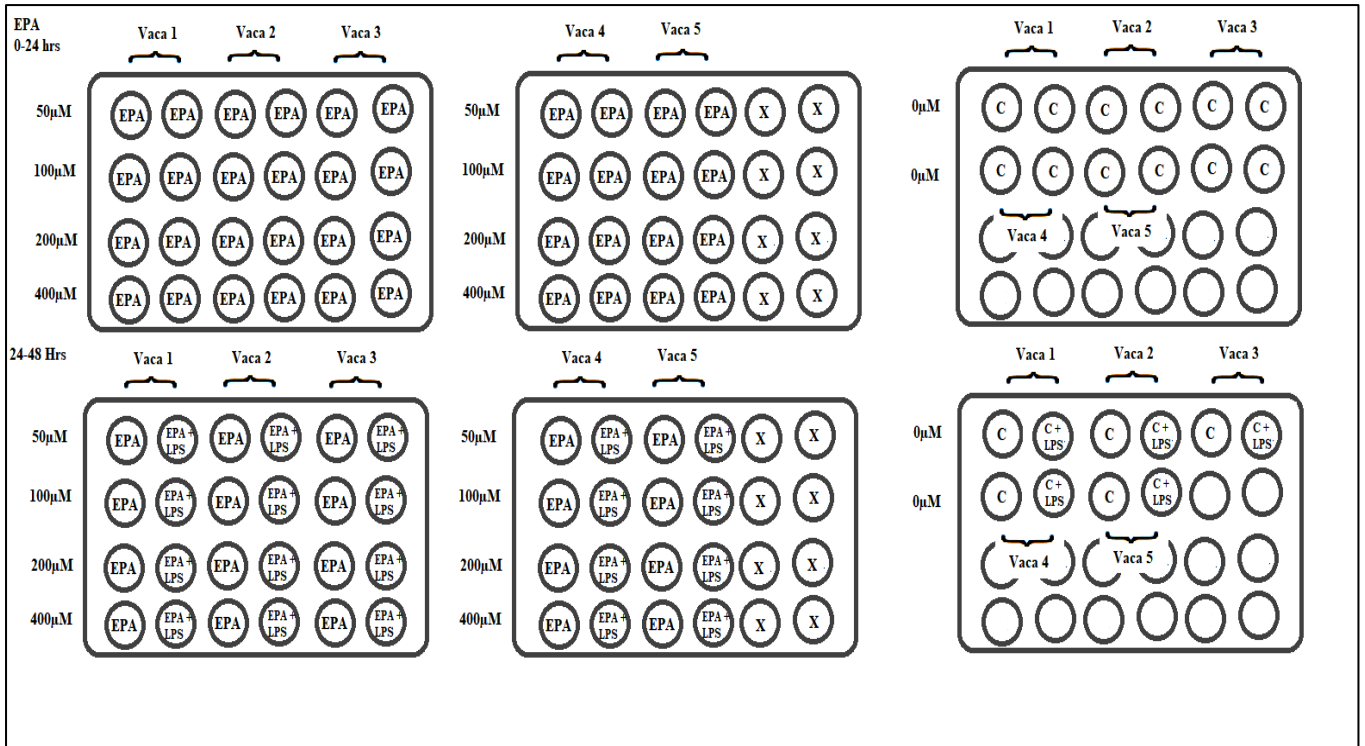 EPA
0-24 hrs
Vaca 1 Vaca 2 Vaca 3
50µM EPA EPA EPA EPA EPA EPA
100µM EPA EPA EPA EPA EPA EPA
200µM EPA EPA EPA EPA EPA EPA
400µM EPA EPA EPA EPA EPA EPA
Vaca 4 Vaca 5
50µM EPA EPA EPA EPA X X
100µM EPA EPA EPA EPA X X
200µM EPA EPA EPA EPA X X
400µM EPA EPA EPA EPA X X
Vaca 1 Vaca 2 Vaca 3
0µM C C C C C C
0µM C C C C C C
Vaca 4 Vaca 5
24-48 Hrs
Vaca 1 Vaca 2 Vaca 3
50µM EPA EPA + LPS EPA EPA + LPS EPA EPA + LPS
100µM EPA EPA + LPS EPA EPA + LPS EPA EPA + LPS
200µM EPA EPA + LPS EPA EPA + LPS EPA EPA + LPS
400µM EPA EPA + LPS EPA EPA + LPS EPA EPA + LPS
Vaca 4 Vaca 5
50µM EPA EPA + LPS EPA EPA + LPS X X
100µM EPA EPA + LPS EPA EPA + LPS X X
200µM EPA EPA + LPS EPA EPA + LPS X X
400µM EPA EPA + LPS EPA EPA + LPS X X
Vaca 1 Vaca 2 Vaca 3
0µM C C + LPS C C + LPS C C + LPS
0µM C C + LPS C C + LPS
Vaca 4 Vaca 5